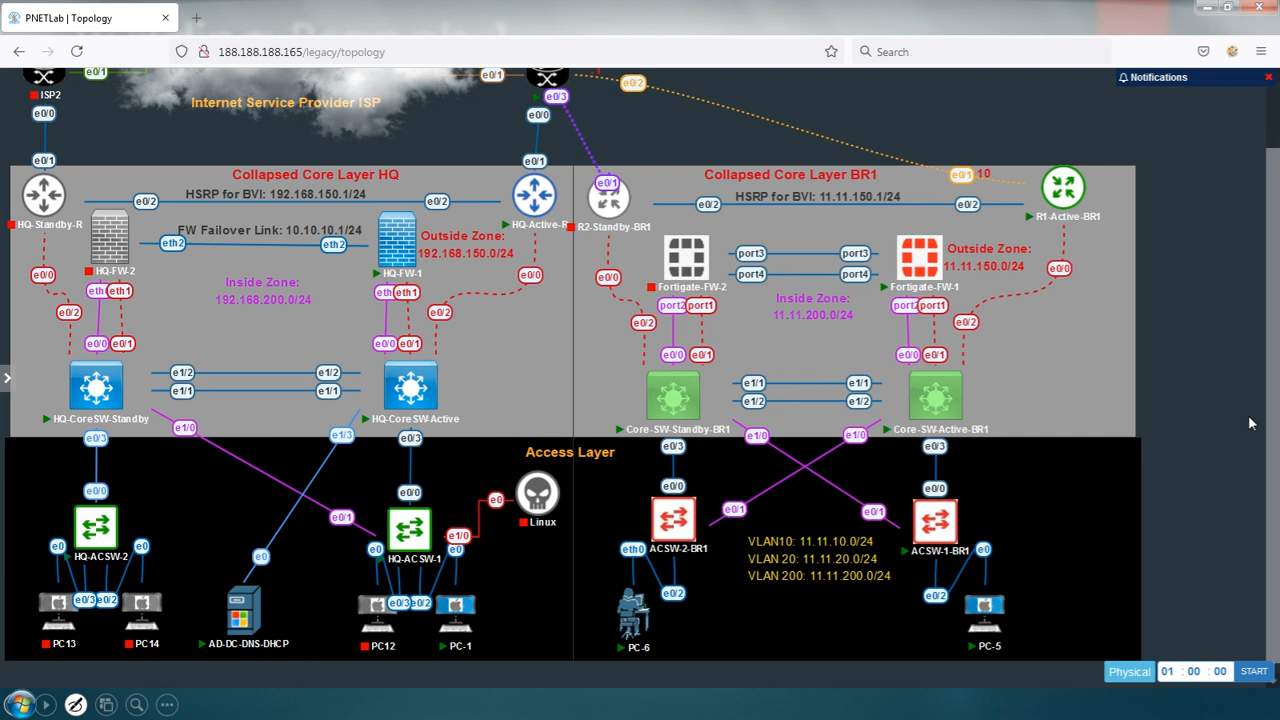 PNETLab | Topology
188.188.188.165/legacy/topology
Search
Notifications
e0/1
e0/1
e0/2
ISP2
Internet Service Provider ISP
e0/3
e0/0
e0/0
e0/1
e0/1
Collapsed Core Layer HQ
Collapsed Core Layer BR1
e0/1
e0/1
10
HSRP for BVI: 192.168.150.1/24
HSRP for BVI: 11.11.150.1/24
e0/2
e0/2
e0/2
e0/2
HQ-Standby-R
HQ-Active-R
R2-Standby-BR1
R1-Active-BR1
FW Failover Link: 10.10.10.1/24
eth2
eth2
Outside Zone:
192.168.150.0/24
Outside Zone:
11.11.150.0/24
port3
port3
port4
port4
HQ-FW-2
HQ-FW-1
Fortigate-FW-2
Fortigate-FW-1
e0/0
e0/0
e0/0
e0/0
Inside Zone:
192.168.200.0/24
Inside Zone:
11.11.200.0/24
eth1
eth1
port2
port1
port2
port1
e0/2
e0/2
e0/2
e0/2
e0/0
e0/1
e0/0
e0/1
e0/0
e0/1
e0/0
e0/1
e1/2
e1/2
e1/1
e1/1
e1/1
e1/1
e1/2
e1/2
HQ-CoreSW-Standby
HQ-CoreSW-Active
Core-SW-Standby-BR1
Core-SW-Active-BR1
e1/0
e1/3
e1/0
e1/0
e0/3
e0/3
e0/3
e0/3
Access Layer
e0/0
e0/0
e0/0
e0/0
e0
Linux
e0/1
e0/1
e0/1
e1/0
HQ-ACSW-2
HQ-ACSW-1
ACSW-2-BR1
ACSW-1-BR1
VLAN10: 11.11.10.0/24
VLAN 20: 11.11.20.0/24
VLAN 200: 11.11.200.0/24
e0
e0
e0
e0
e0
eth0
e0
e0/3
e0/2
e0/3
e0/2
e0/2
e0/2
PC13
PC14
AD-DC-DNS-DHCP
PC12
PC-1
PC-6
PC-5
Physical
01 : 00 : 00
START